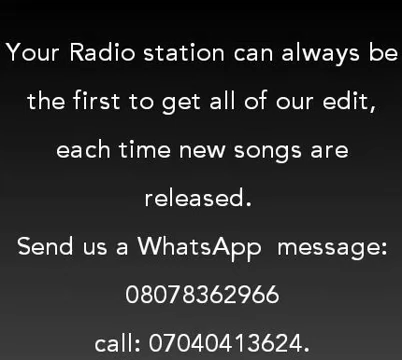 Your Radio station can always be
the first to get all of our edit,
each time new songs are
released.
Send us a WhatsApp message:
08078362966
call: 07040413624.